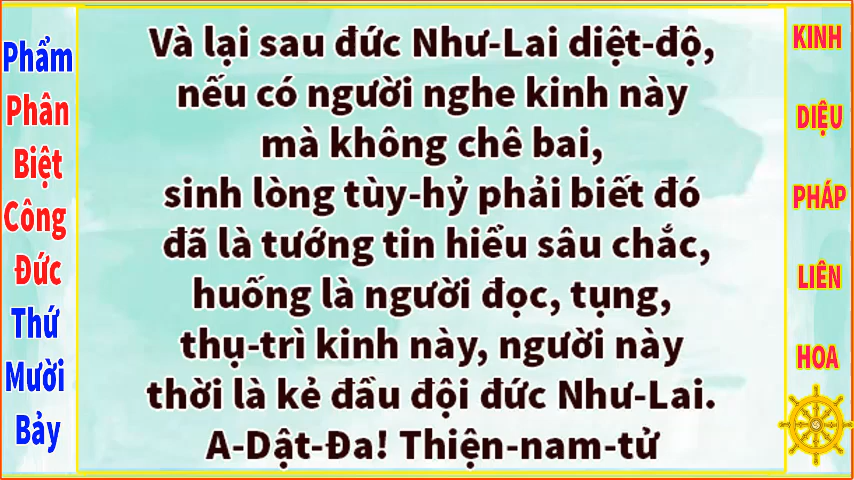 Phẩm
Phân
Biệt
Công
Đức
Thứ
Mười
Bảy
Và lại sau đức Như-Lai diệt-độ,
nếu có người nghe kinh này
mà không chê bai,
sinh lòng tùy-hỷ phải biết đó
đã là tướng tin hiểu sâu chắc,
huống là người đọc, tụng,
thụ-trì kinh này, người này
thời là kẻ đầu đội đức Như-Lai.
A-Dật-Đa! Thiện-nam-tử
KINH
DIỆU
PHÁP
LIÊN
HOA